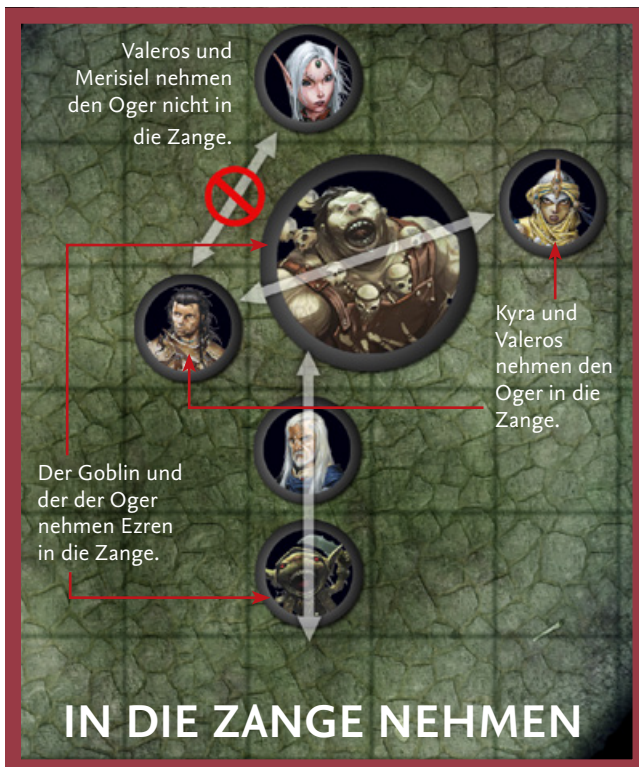 Valeros und
Merisiel nehmen
den Oger nicht in
die Zange.
Kyra und
Valeros
nehmen den
Oger in die
Zange.
Der Goblin und
der der Oger
nehmen Ezren
in die Zange.
IN DIE ZANGE NEHMEN